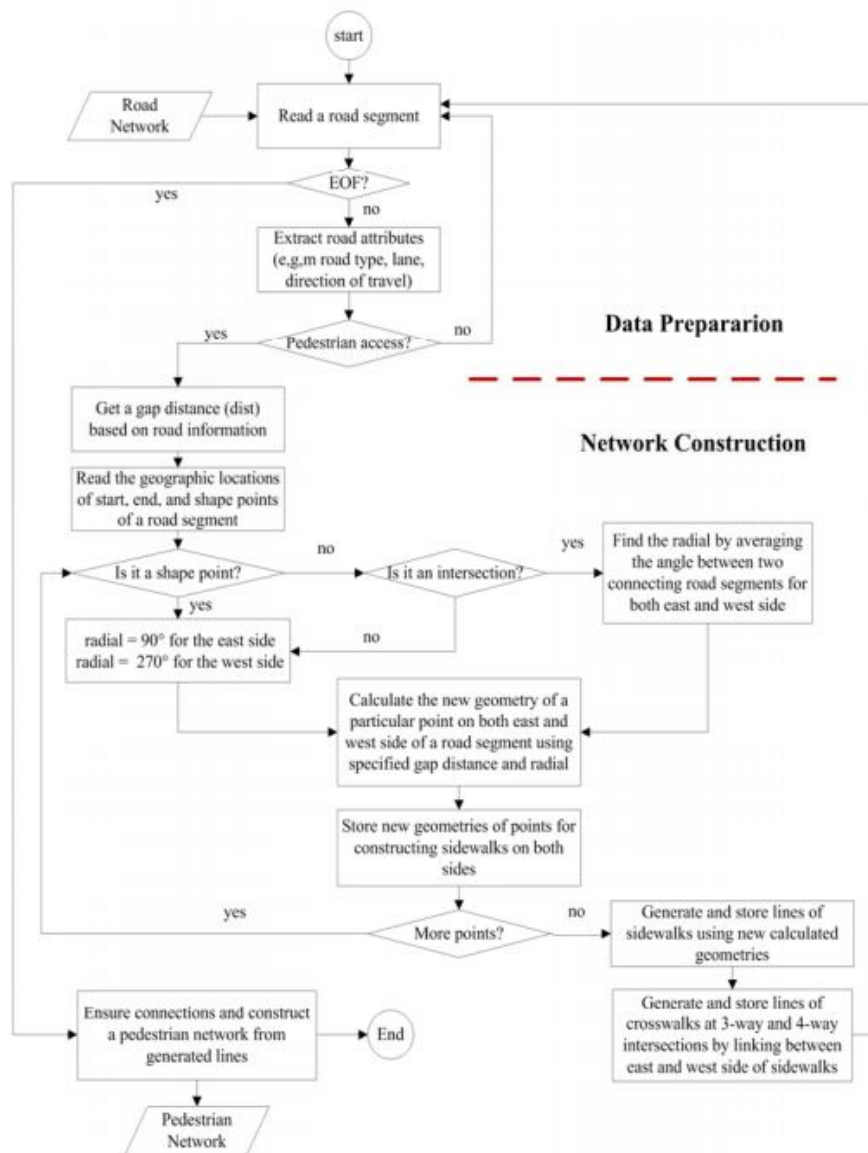 start
Road
Network
Read a road segment
EOF?
yes
no
Extract road attributes
(e,g,m road type, lane,
direction of travel)
Pedestrian access?
yes
no
Data Prepararion
Get a gap distance (dist)
based on road information
Network Construction
Read the geographic locations
of start, end, and shape points
of a road segment
Is it a shape point?
no
Is it an intersection?
yes
Find the radial by averaging
the angle between two
connecting road segments for
both east and west side
yes
no
radial = 90° for the east side
radial = 270° for the west side
Calculate the new geometry of a
particular point on both east and
west side of a road segment using
specified gap distance and radial
Store new geometries of points for
constructing sidewalks on both
sides
yes
More points?
no
Generate and store lines of
sidewalks using new calculated
geometries
Ensure connections and construct
a pedestrian network from
generated lines
End
Generate and store lines of
crosswalks at 3-way and 4-way
intersections by linking between
east and west side of sidewalks
Pedestrian
Network